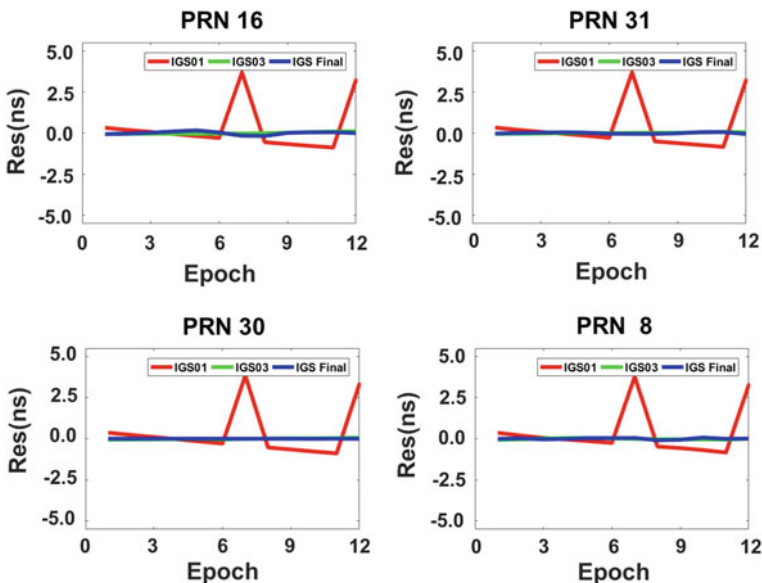 PRN 16
PRN 31
5.0
IGS01 IGS03 IGS Final
5.0
IGS01 IGS03 IGS Final
2.5
2.5
Res(ns)
0.0
Res(ns)
0.0
-2.5
-2.5
-5.0
-5.0
0 3 6 9 12
0 3 6 9 12
Epoch
Epoch
PRN 30
PRN 8
5.0
IGS01 IGS03 IGS Final
5.0
IGS01 IGS03 IGS Final
2.5
2.5
Res(ns)
0.0
Res(ns)
0.0
-2.5
-2.5
-5.0
-5.0
0 3 6 9 12
0 3 6 9 12
Epoch
Epoch